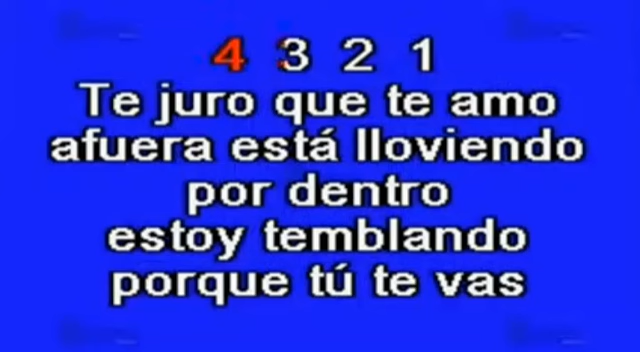 4 3 2 1
Te juro que te amo
afuera está lloviendo
por dentro
estoy temblando
porque tú te vas